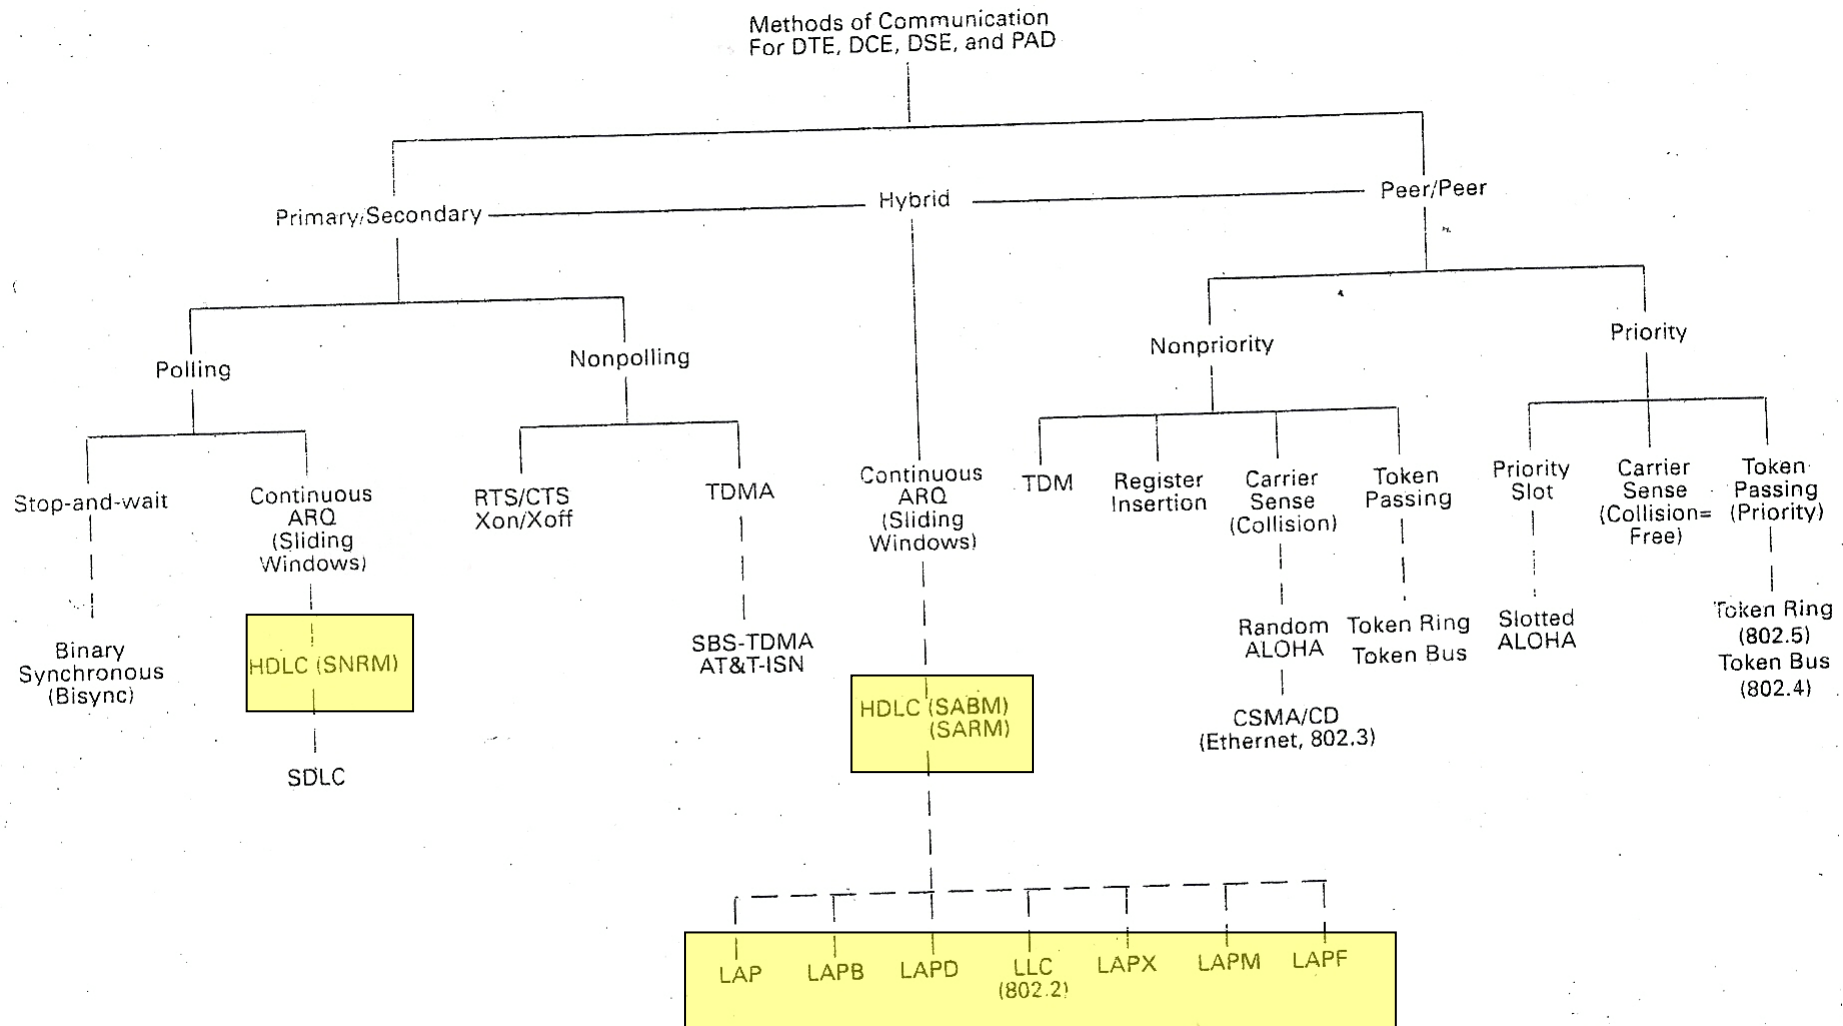 Methods of Communication
For DTE, DCE, DSE, and PAD
Primary/Secondary
Hybrid
Peer/Peer
Polling
Nonpolling
Nonpriority
Priority
Stop-and-wait
Continuous
ARQ
(Sliding
Windows)
RTS/CTS
Xon/Xoff
TDMA
Continuous
ARQ
(Sliding
Windows)
TDM
Register
Insertion
Carrier
Sense
(Collision)
Token
Passing
Priority
Slot
Carrier
Sense
(Collision=
Free)
Token
Passing
(Priority)
Binary
Synchronous
(Bisync)
HDLC (SNRM)
SDLC
SBS-TDMA
AT&T-ISN
HDLC (SABM)
(SARM)
Random
ALOHA
CSMA/CD
(Ethernet, 802.3)
Token Ring
Token Bus
Slotted
ALOHA
Token Ring
(802.5)
Token Bus
(802.4)
LAP
LAPB
LAPD
LLC
(802.2)
LAPX
LAPM
LAPF